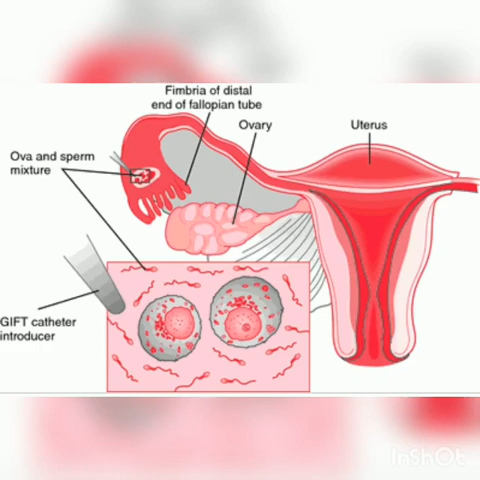 Fimbria of distal
end of fallopian tube
Ovary
Uterus
Ova and sperm
mixture
GIFT catheter
introducer
InShOt